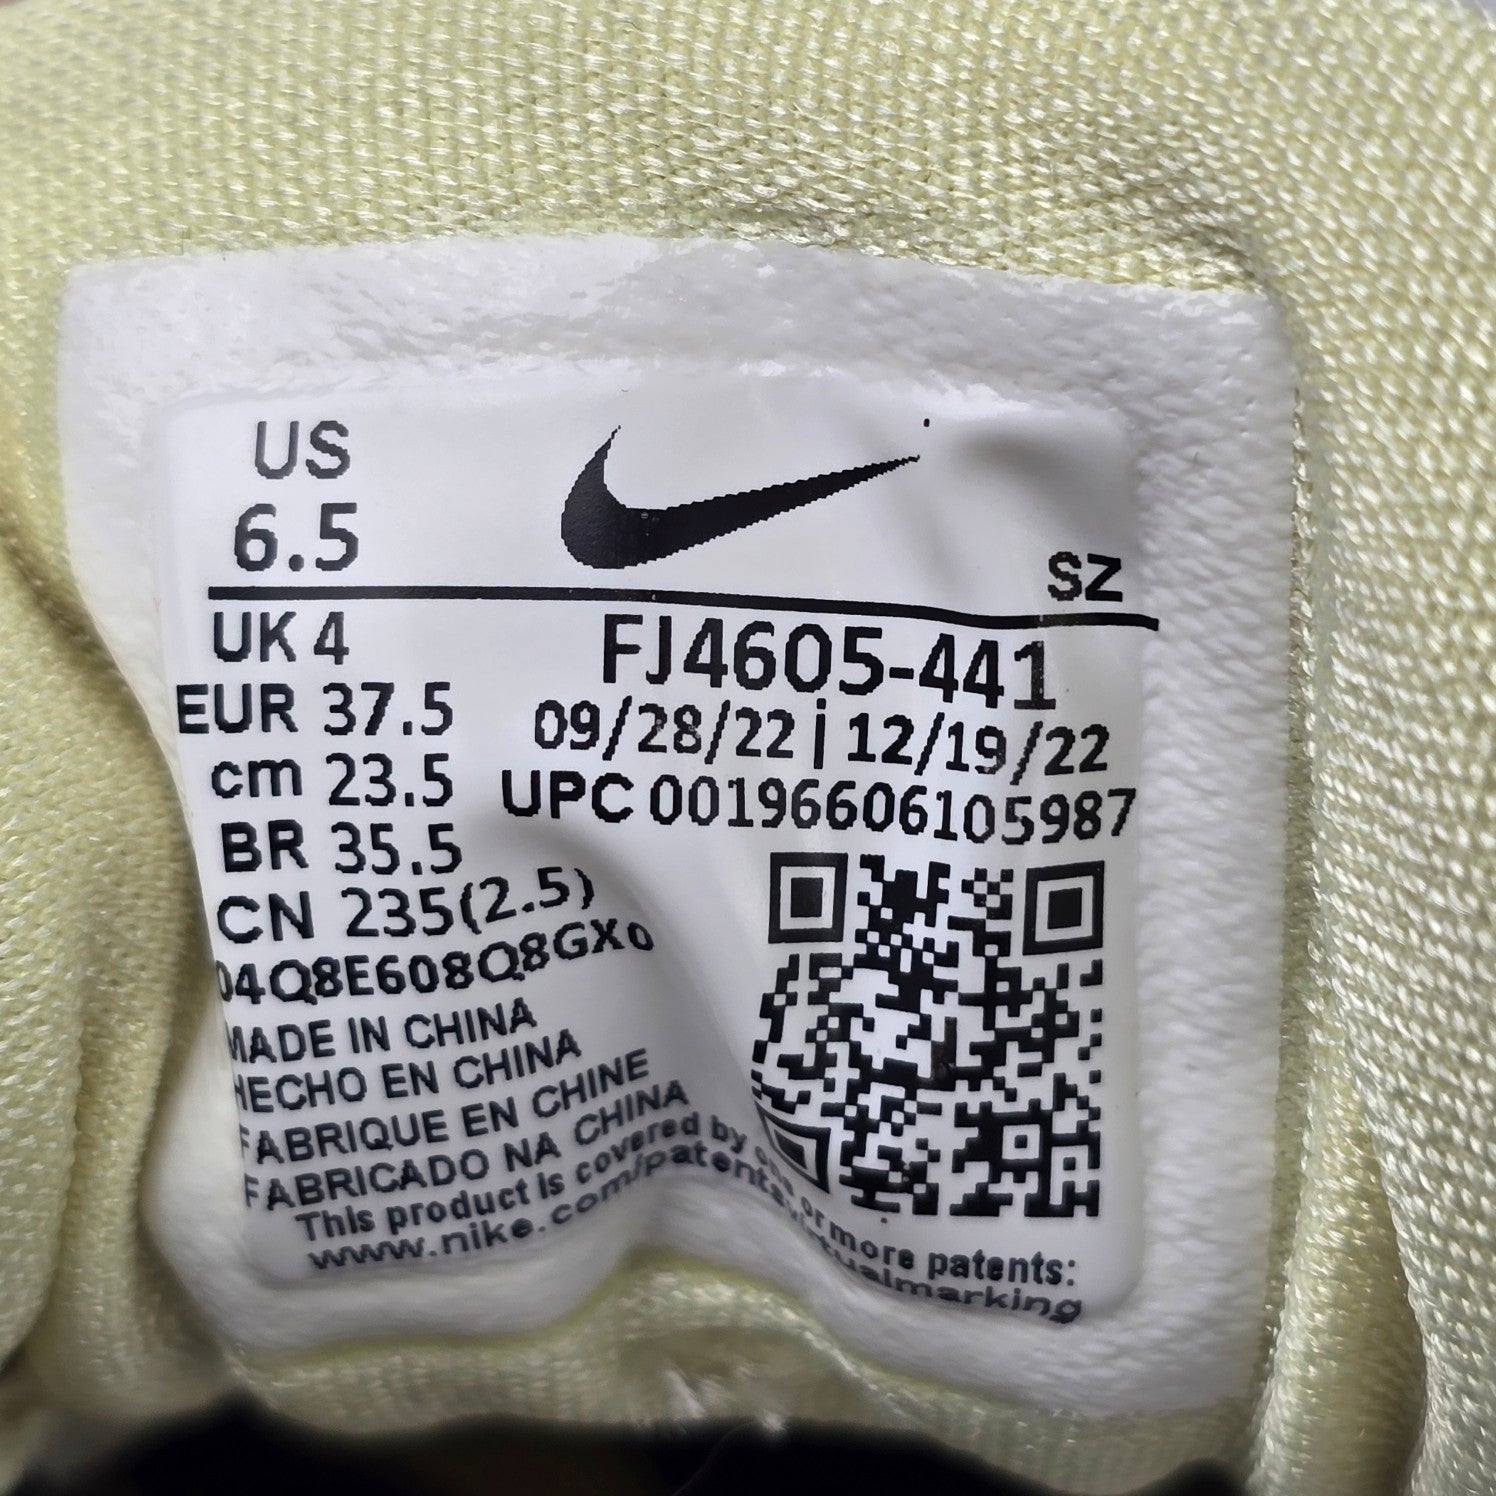 US
6.5
SZ
UK 4
FJ4605-441
EUR 37.5
09/28/22 | 12/19/22
cm 23.5
UPC 00196606105987
BR 35.5
CN 235(2.5)
04Q8E608Q8GX0
MADE IN CHINA
HECHO EN CHINA
FABRIQUE EN CHINE
FABRICADO NA CHINA
This product is covered by one or more patents:
www.nike.com/patents.virtualmarking